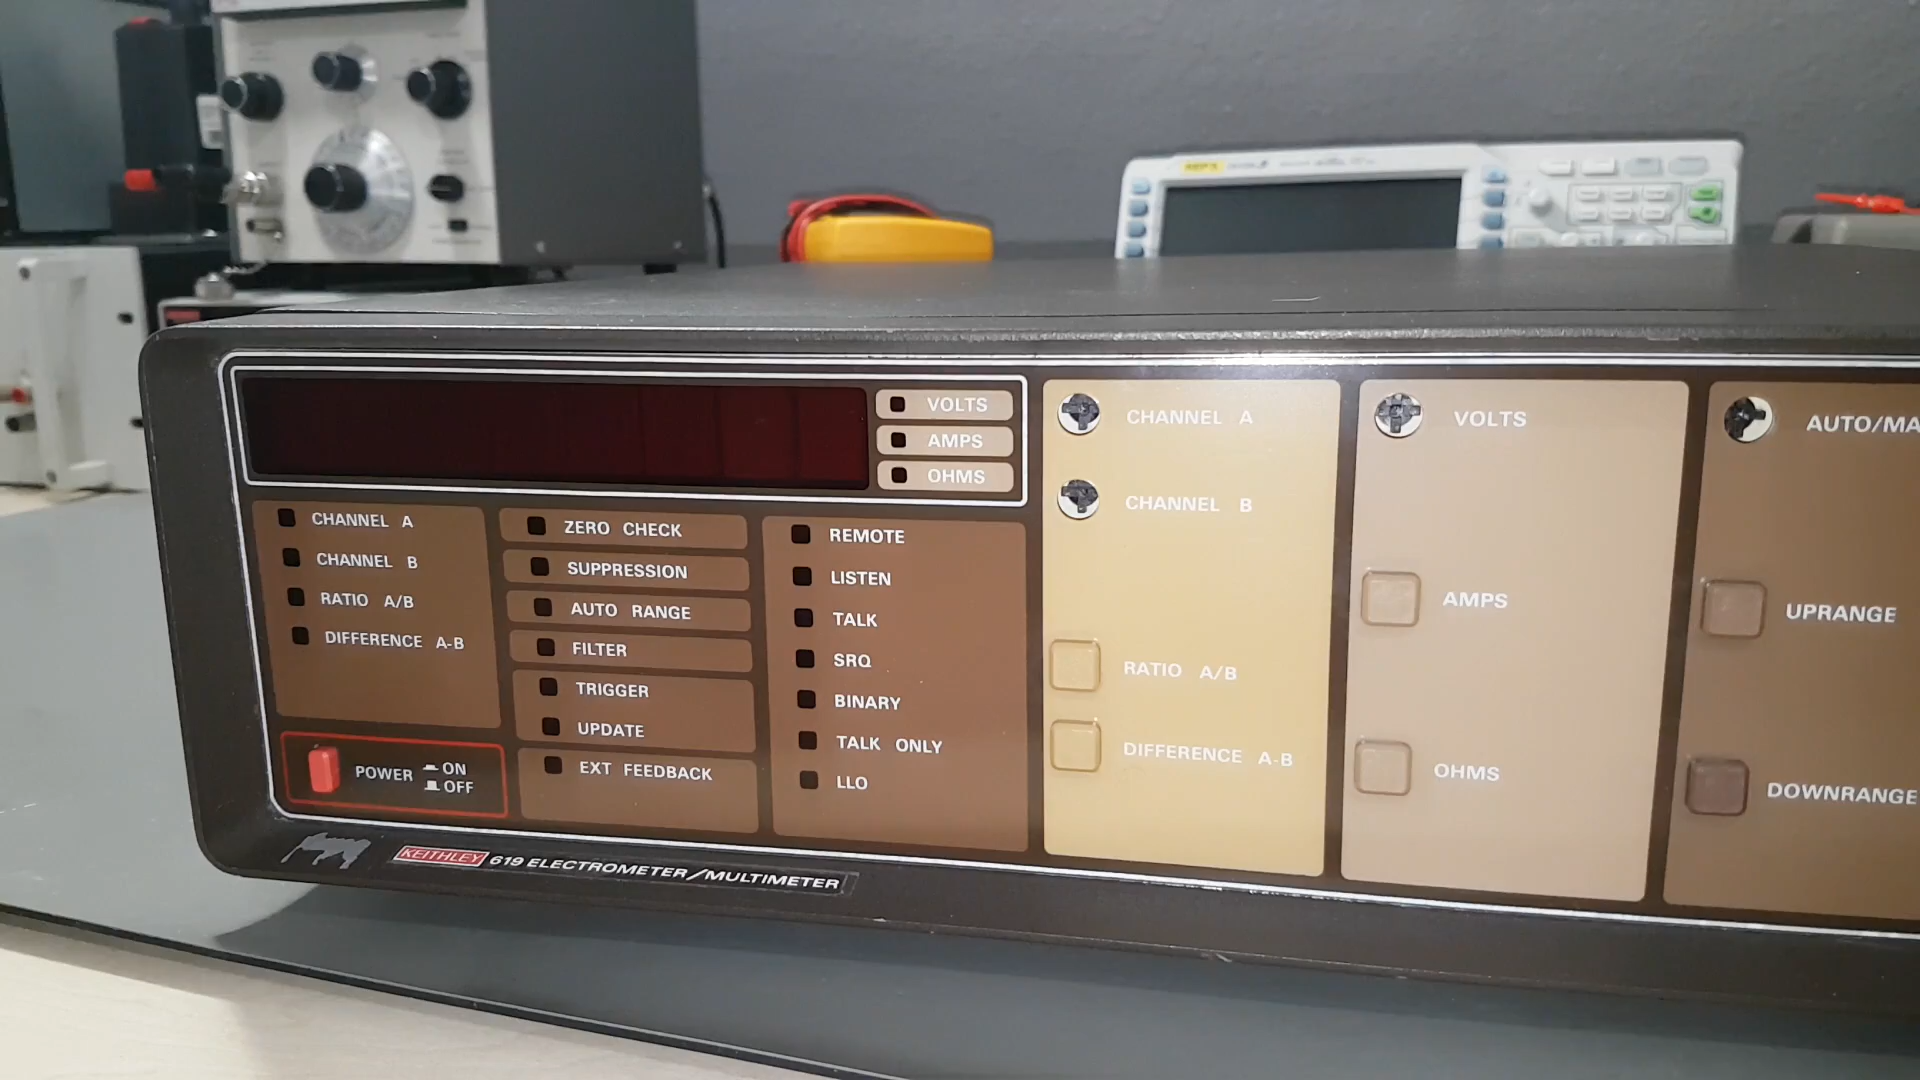 VOLTS
AMPS
OHMS
CHANNEL A
CHANNEL B
RATIO A/B
DIFFERENCE A-B
ZERO CHECK
SUPPRESSION
AUTO RANGE
FILTER
TRIGGER
UPDATE
EXT FEEDBACK
REMOTE
LISTEN
TALK
SRQ
BINARY
TALK ONLY
LLO
POWER
ON
OFF
KEITHLEY 619 ELECTROMETER/MULTIMETER
CHANNEL A
CHANNEL B
RATIO A/B
DIFFERENCE A-B
VOLTS
AMPS
OHMS
AUTO/MA
UPRANGE
DOWNRANGE